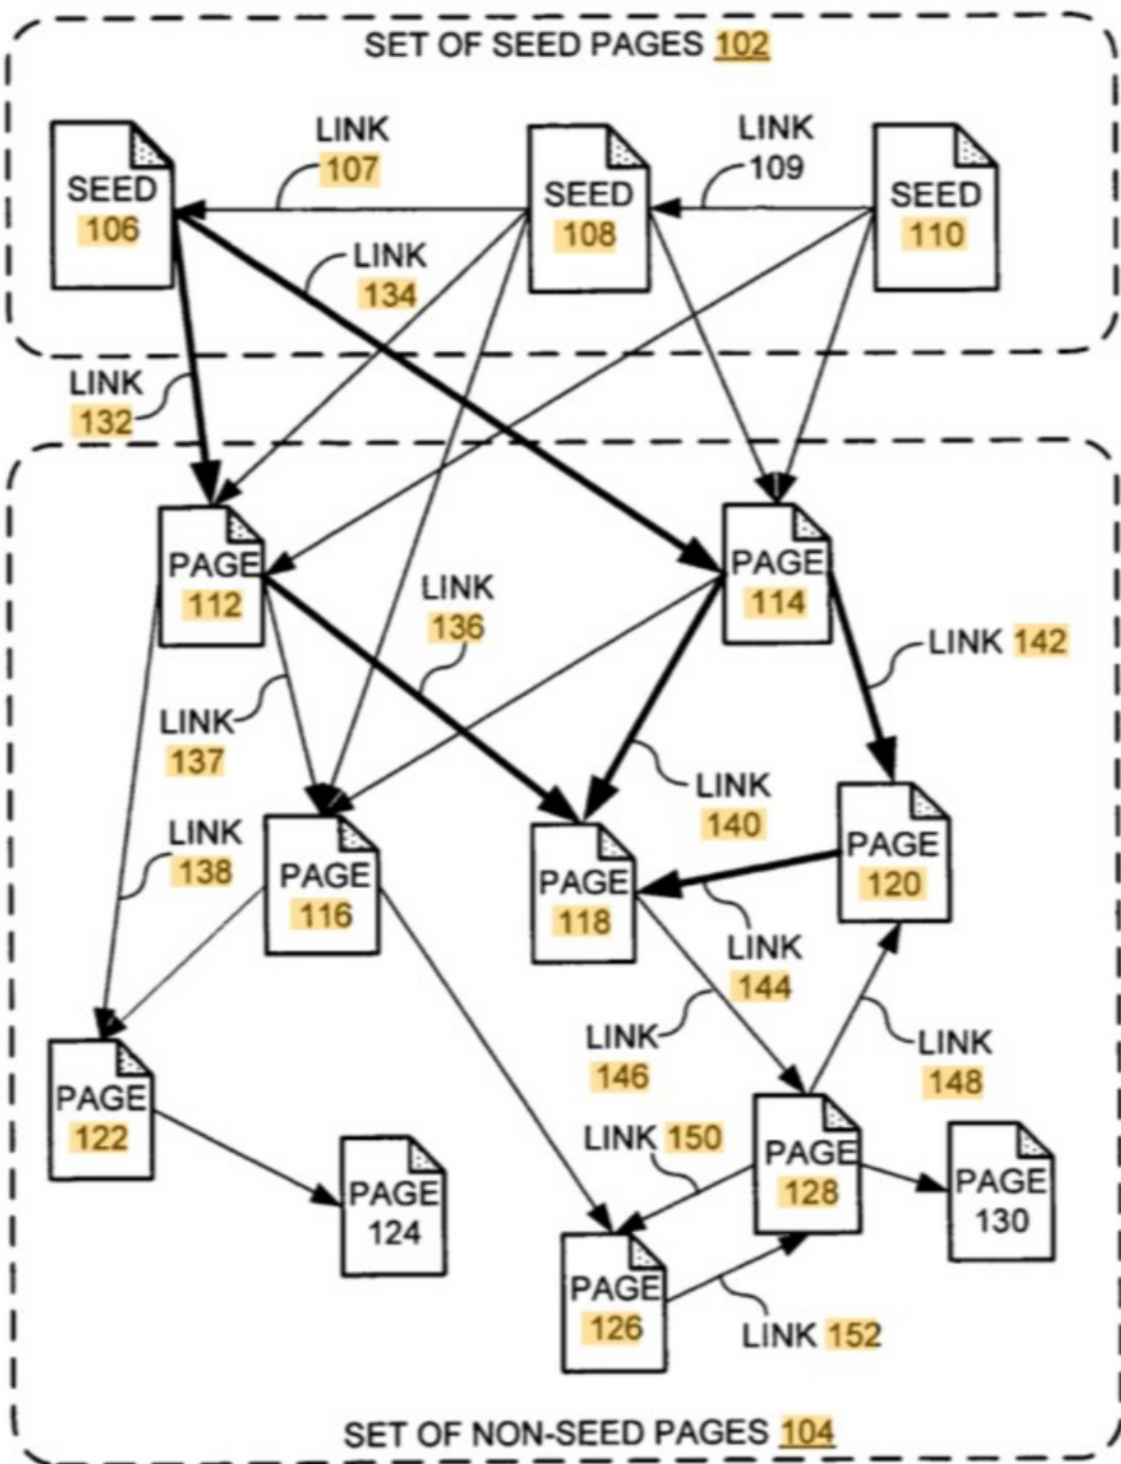 SET OF SEED PAGES 102
LINK
107
LINK
109
SEED
106
SEED
108
SEED
110
LINK
134
LINK
132
PAGE
112
LINK
136
PAGE
114
LINK 142
LINK
137
LINK
140
LINK
138
PAGE
116
PAGE
118
PAGE
120
LINK
144
LINK
146
LINK
148
PAGE
122
LINK 150
PAGE
128
PAGE
124
PAGE
130
PAGE
126
LINK 152
SET OF NON-SEED PAGES 104